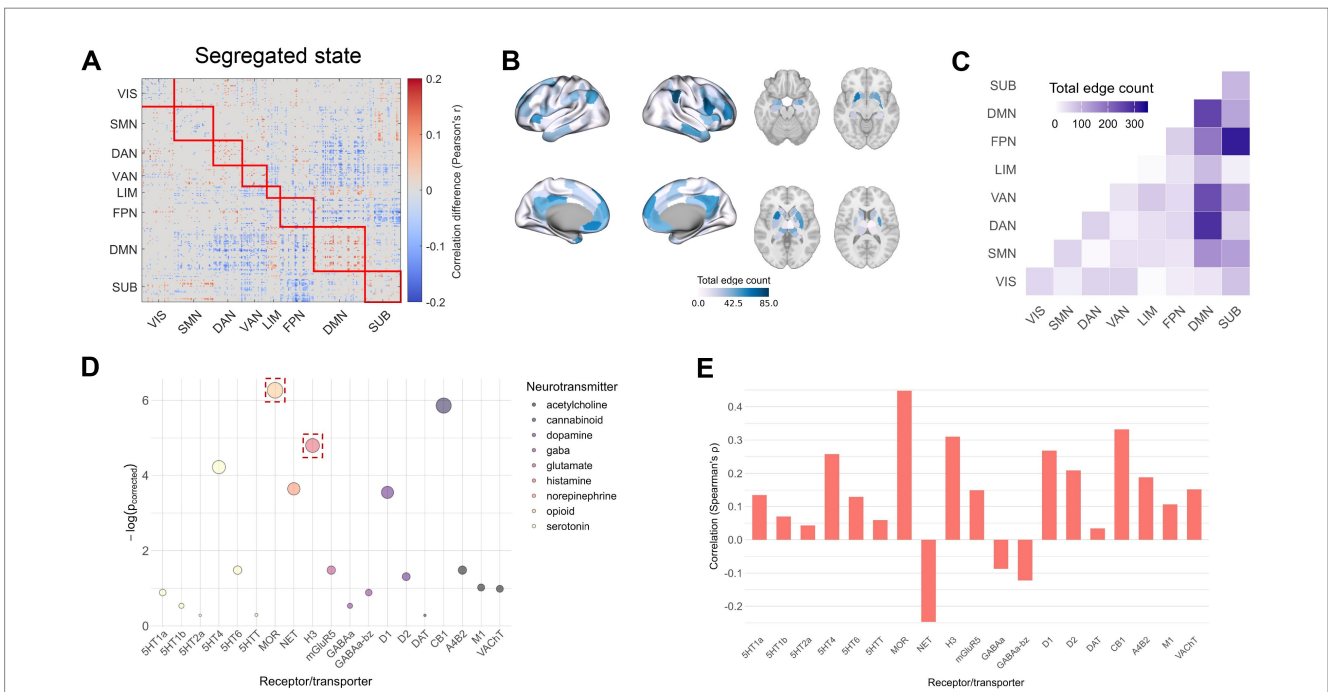 A
Segregated state
VIS
SMN
DAN
VAN
LIM
FPN
DMN
SUB
VIS
SMN
DAN
VAN
LIM
FPN
DMN
SUB
0.2
0.1
0
-0.1
-0.2
Correlation difference (Pearson's r)
B
Total edge count
0.0 42.5 85.0
C
Total edge count
0 100 200 300
SUB
DMN
FPN
LIM
VAN
DAN
SMN
VIS
VIS
SMN
DAN
VAN
LIM
FPN
DMN
SUB
D
6
4
2
0
− log(pcorrected)
5HT1a
5HT1b
5HT2a
5HT4
5HT6
5HTT
MOR
NET
H3
mGluR5
GABAa
GABAa-bz
D1
D2
DAT
CB1
A4B2
M1
VAChT
Receptor/transporter
Neurotransmitter
acetylcholine
cannabinoid
dopamine
gaba
glutamate
histamine
norepinephrine
opioid
serotonin
E
0.4
0.3
0.2
0.1
0.0
-0.1
-0.2
Correlation (Spearman's ρ)
5HT1a
5HT1b
5HT2a
5HT4
5HT6
5HTT
MOR
NET
H3
mGluR5
GABAa
GABAa-bz
D1
D2
DAT
CB1
A4B2
M1
VAChT
Receptor/transporter